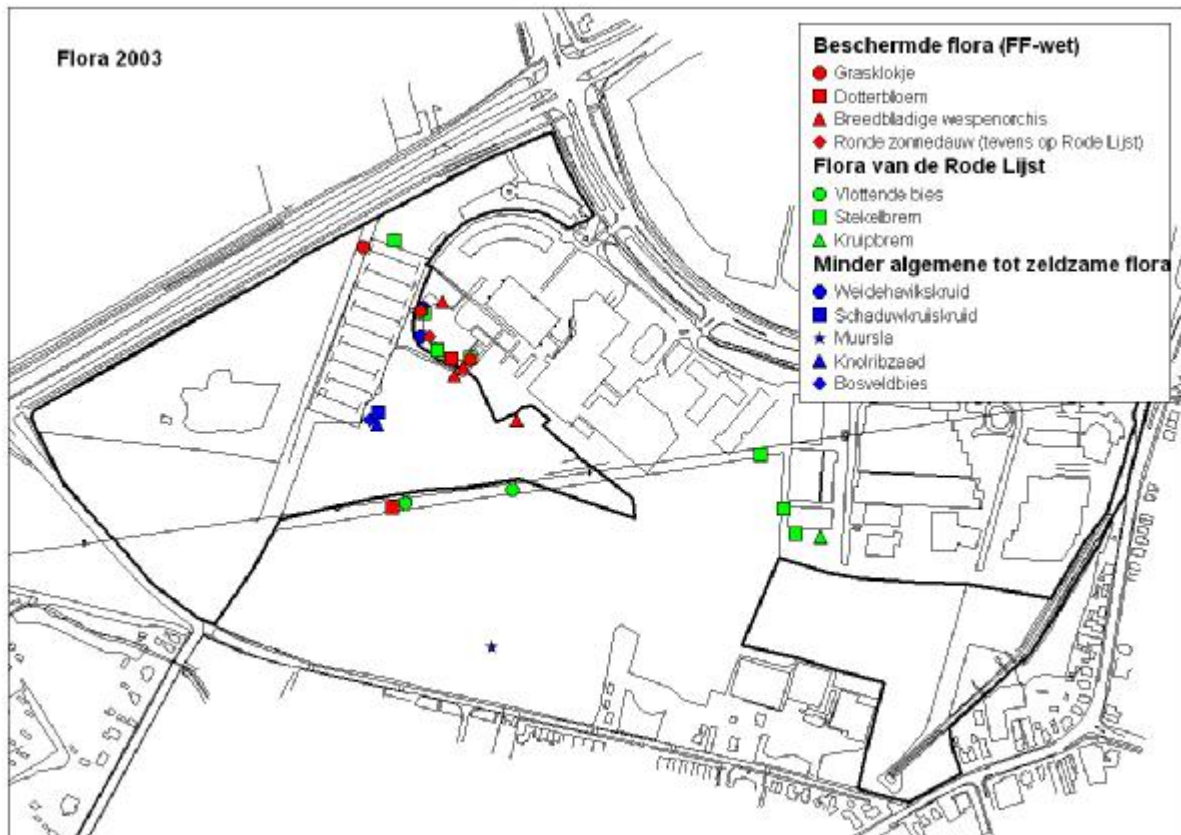 Flora 2003
Beschermde flora (FF-wet)
Grasklokje
Dotterbloem
Breedbladige wespenorchis
Ronde zonnedauw (tevens op Rode Lijst)
Flora van de Rode Lijst
Vlottende bies
Stekelbrem
Kruipbrem
Minder algemene tot zeldzame flora
Weidehavikskruid
Schaduwkruiskruid
Muursla
Knolribzaad
Bosveldbies